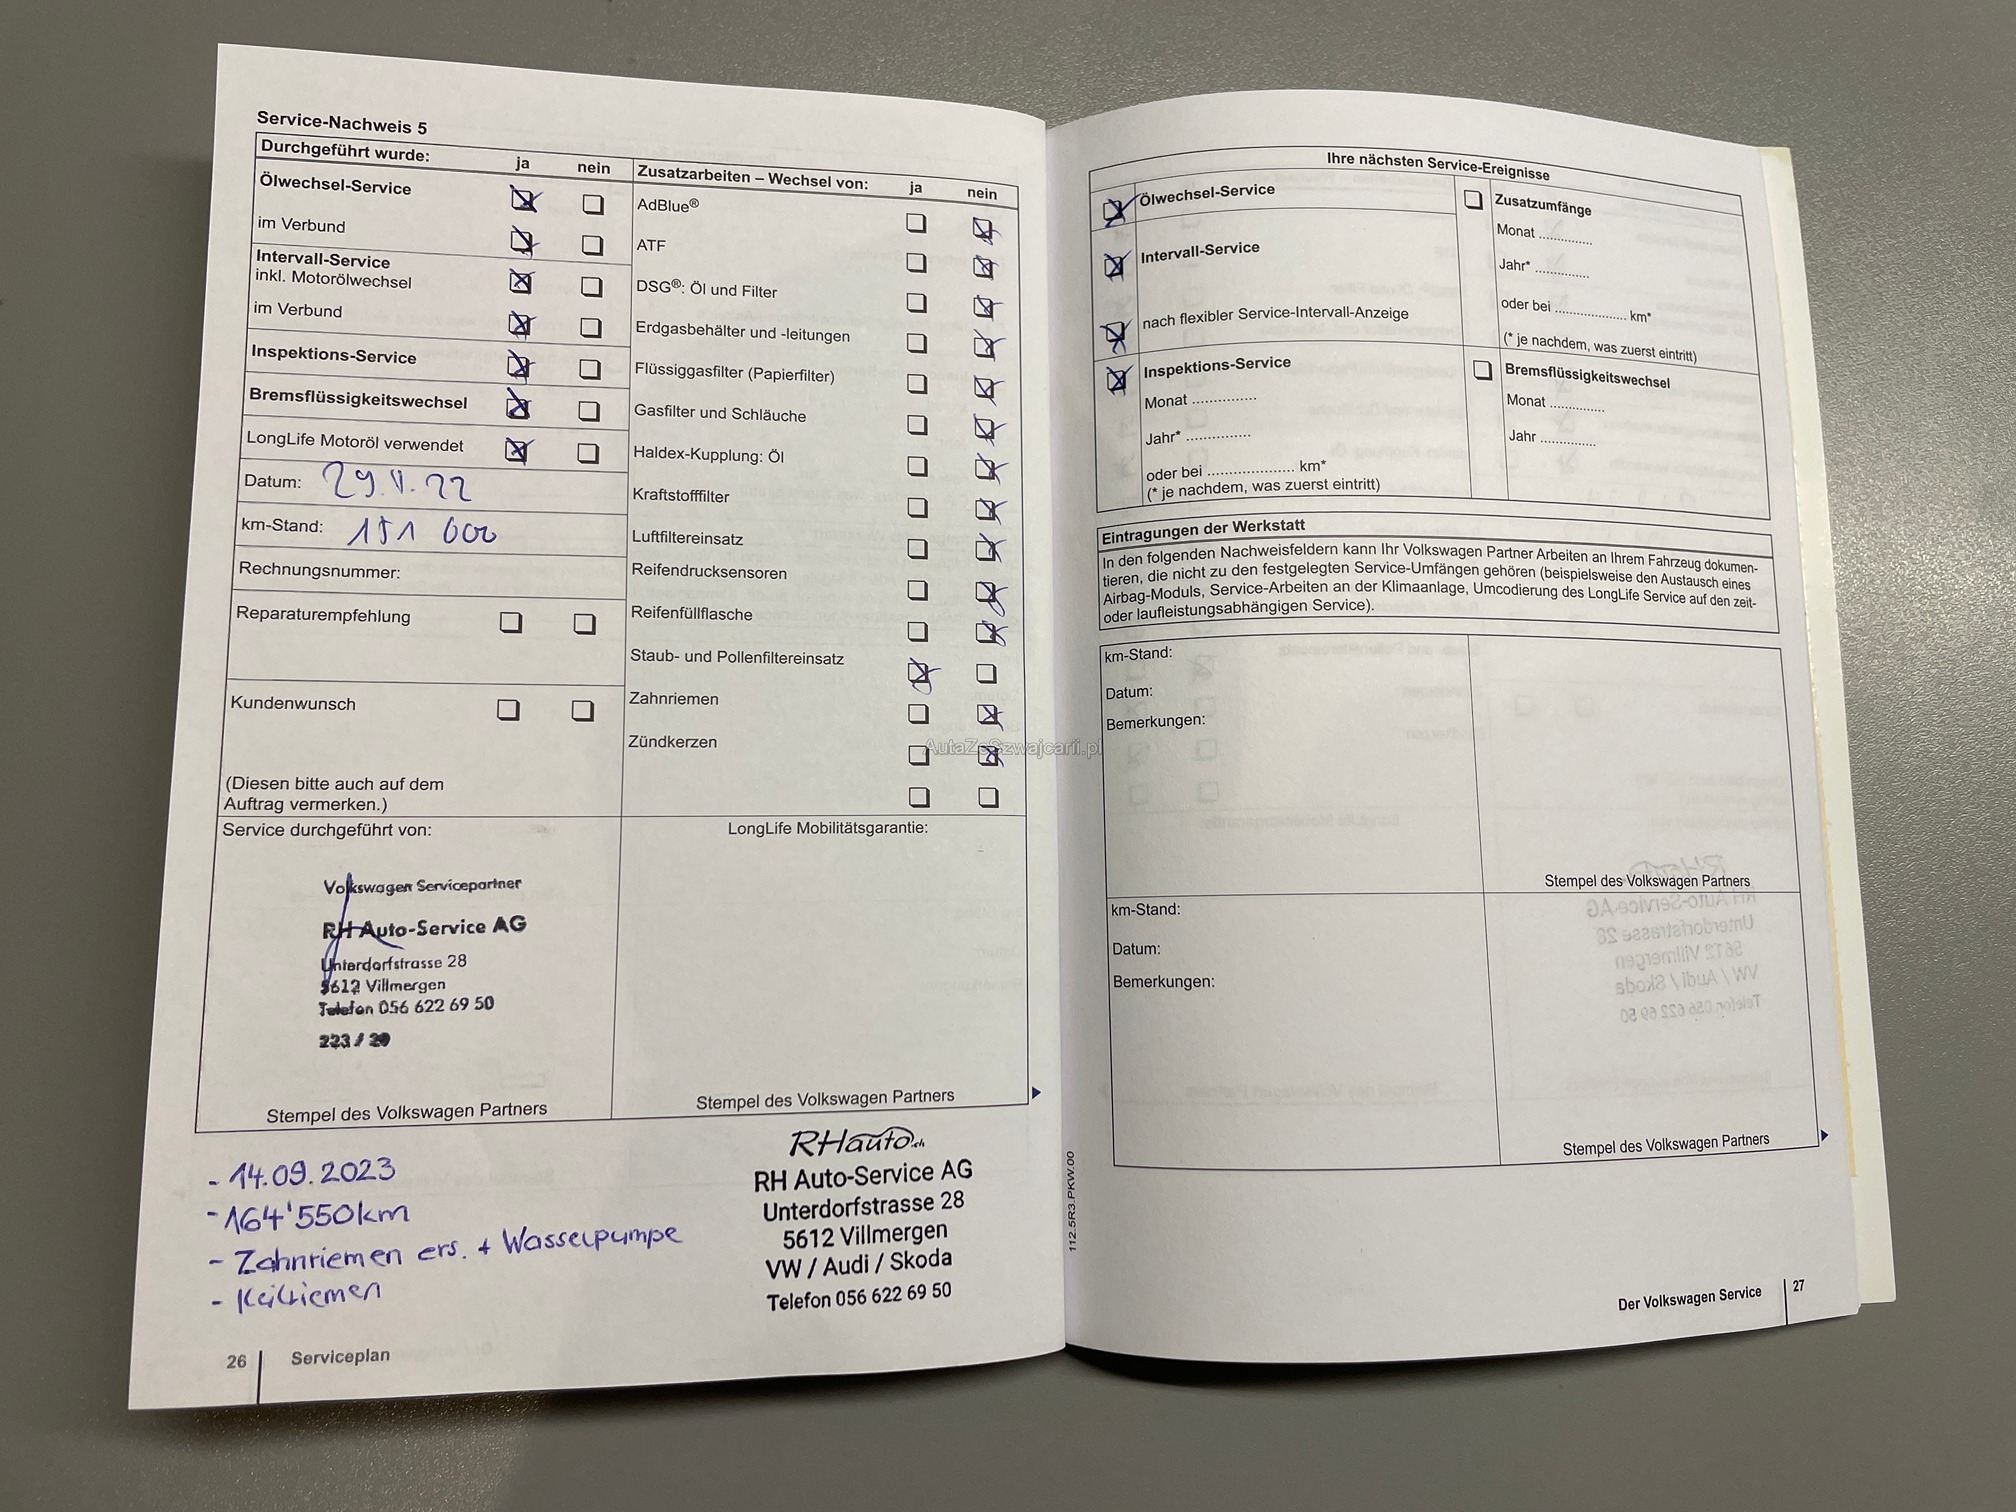 Service-Nachweis 5
Durchgeführt wurde: ja nein
Ölwechsel-Service
im Verbund
Intervall-Service
inkl. Motorölwechsel
im Verbund
Inspektions-Service
Bremsflüssigkeitswechsel
LongLife Motoröl verwendet
Datum: 29.V.22
km-Stand: 151 000
Rechnungsnummer:
Reparaturempfehlung
Kundenwunsch
(Diesen bitte auch auf dem
Auftrag vermerken.)
Zusatzarbeiten – Wechsel von: ja nein
AdBlue®
ATF
DSG®: Öl und Filter
Erdgasbehälter und -leitungen
Flüssiggasfilter (Papierfilter)
Gasfilter und Schläuche
Haldex-Kupplung: Öl
Kraftstofffilter
Luftfiltereinsatz
Reifendrucksensoren
Reifenfüllflasche
Staub- und Pollenfiltereinsatz
Zahnriemen
Zündkerzen
Service durchgeführt von:
Volkswagen Servicepartner
RH Auto-Service AG
Unterdorfstrasse 28
5612 Villmergen
Telefon 056 622 69 50
223 / 20
Stempel des Volkswagen Partners
LongLife Mobilitätsgarantie:
Stempel des Volkswagen Partners
- 14.09.2023
- 164'550km
- Zahnriemen ers. + Wasserpumpe
- Keilriemen
RHauto.ch
RH Auto-Service AG
Unterdorfstrasse 28
5612 Villmergen
VW / Audi / Skoda
Telefon 056 622 69 50
26 Serviceplan
AutaZeSzwajcarii.pl
112.5R3.PKW.00
Ihre nächsten Service-Ereignisse
Ölwechsel-Service
Intervall-Service
nach flexibler Service-Intervall-Anzeige
Inspektions-Service
Monat ..............
Jahr* ..............
oder bei ................... km*
(* je nachdem, was zuerst eintritt)
Zusatzumfänge
Monat ..............
Jahr* ..............
oder bei ................... km*
(* je nachdem, was zuerst eintritt)
Bremsflüssigkeitswechsel
Monat ..............
Jahr ..............
Eintragungen der Werkstatt
In den folgenden Nachweisfeldern kann Ihr Volkswagen Partner Arbeiten an Ihrem Fahrzeug dokumen-
tieren, die nicht zu den festgelegten Service-Umfängen gehören (beispielsweise den Austausch eines
Airbag-Moduls, Service-Arbeiten an der Klimaanlage, Umcodierung des LongLife Service auf den zeit-
oder laufleistungsabhängigen Service).
km-Stand:
Datum:
Bemerkungen:
Stempel des Volkswagen Partners
km-Stand:
Datum:
Bemerkungen:
Stempel des Volkswagen Partners
Der Volkswagen Service 27